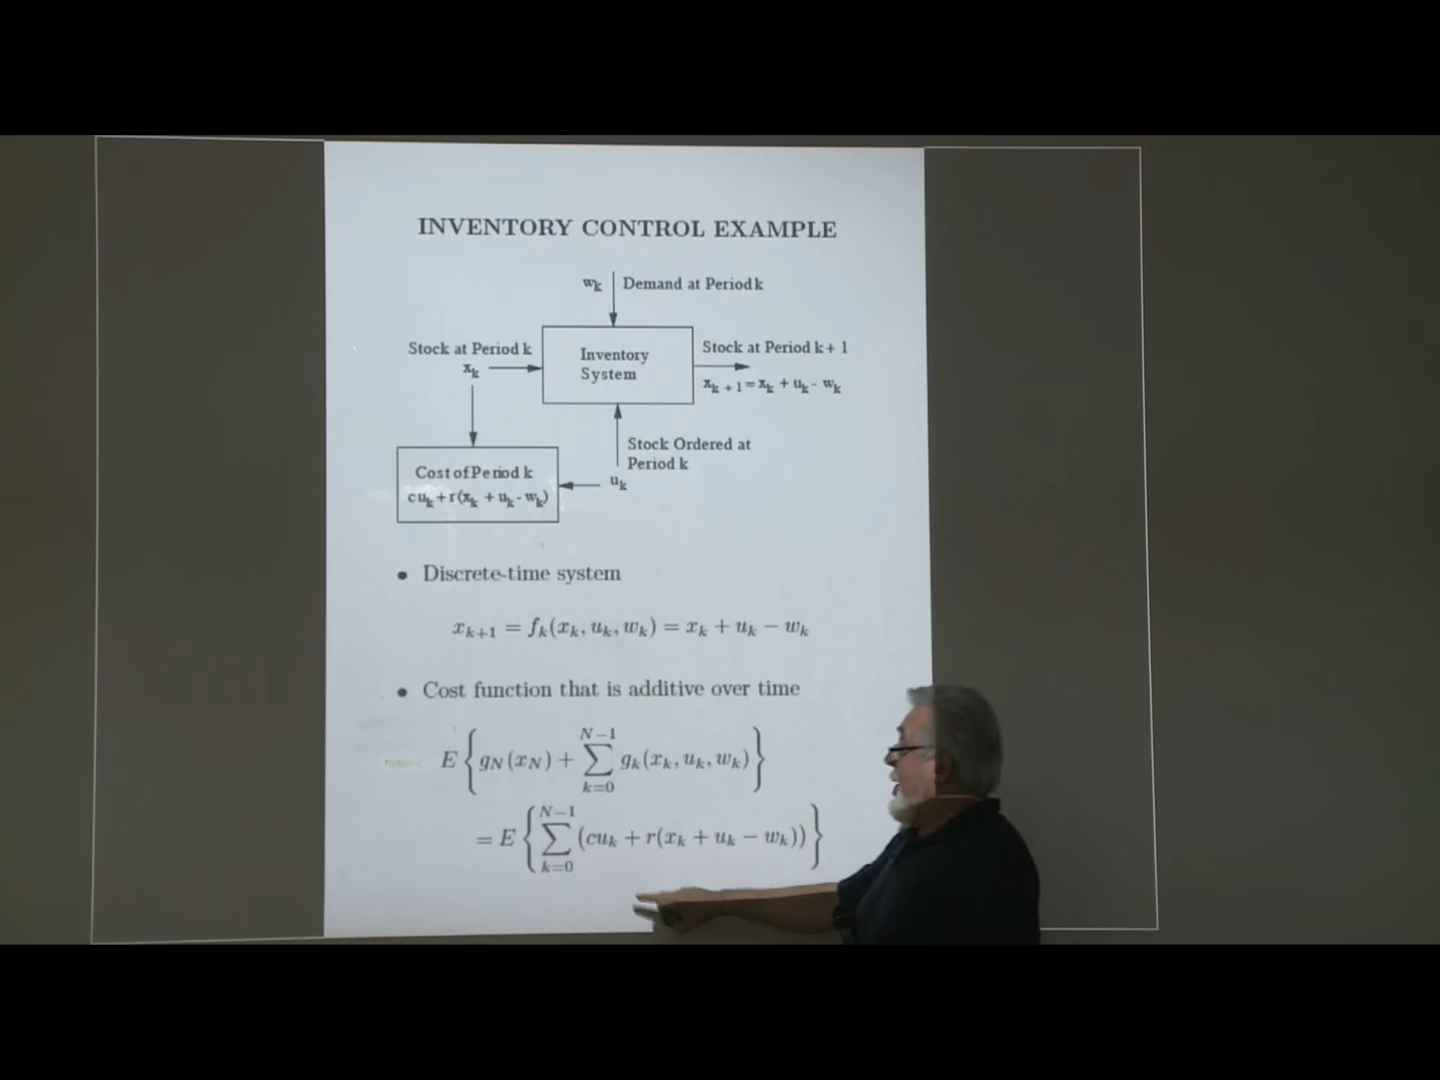 INVENTORY CONTROL EXAMPLE
w_k Demand at Period k
Stock at Period k
x_k
Inventory
System
Stock at Period k + 1
x_{k+1} = x_k + u_k - w_k
Stock Ordered at
Period k
u_k
Cost of Period k
c u_k + r(x_k + u_k - w_k)
• Discrete-time system
x_{k+1} = f_k(x_k, u_k, w_k) = x_k + u_k − w_k
• Cost function that is additive over time
E { g_N(x_N) + ∑_{k=0}^{N−1} g_k(x_k, u_k, w_k) }
= E { ∑_{k=0}^{N−1} (cu_k + r(x_k + u_k − w_k)) }